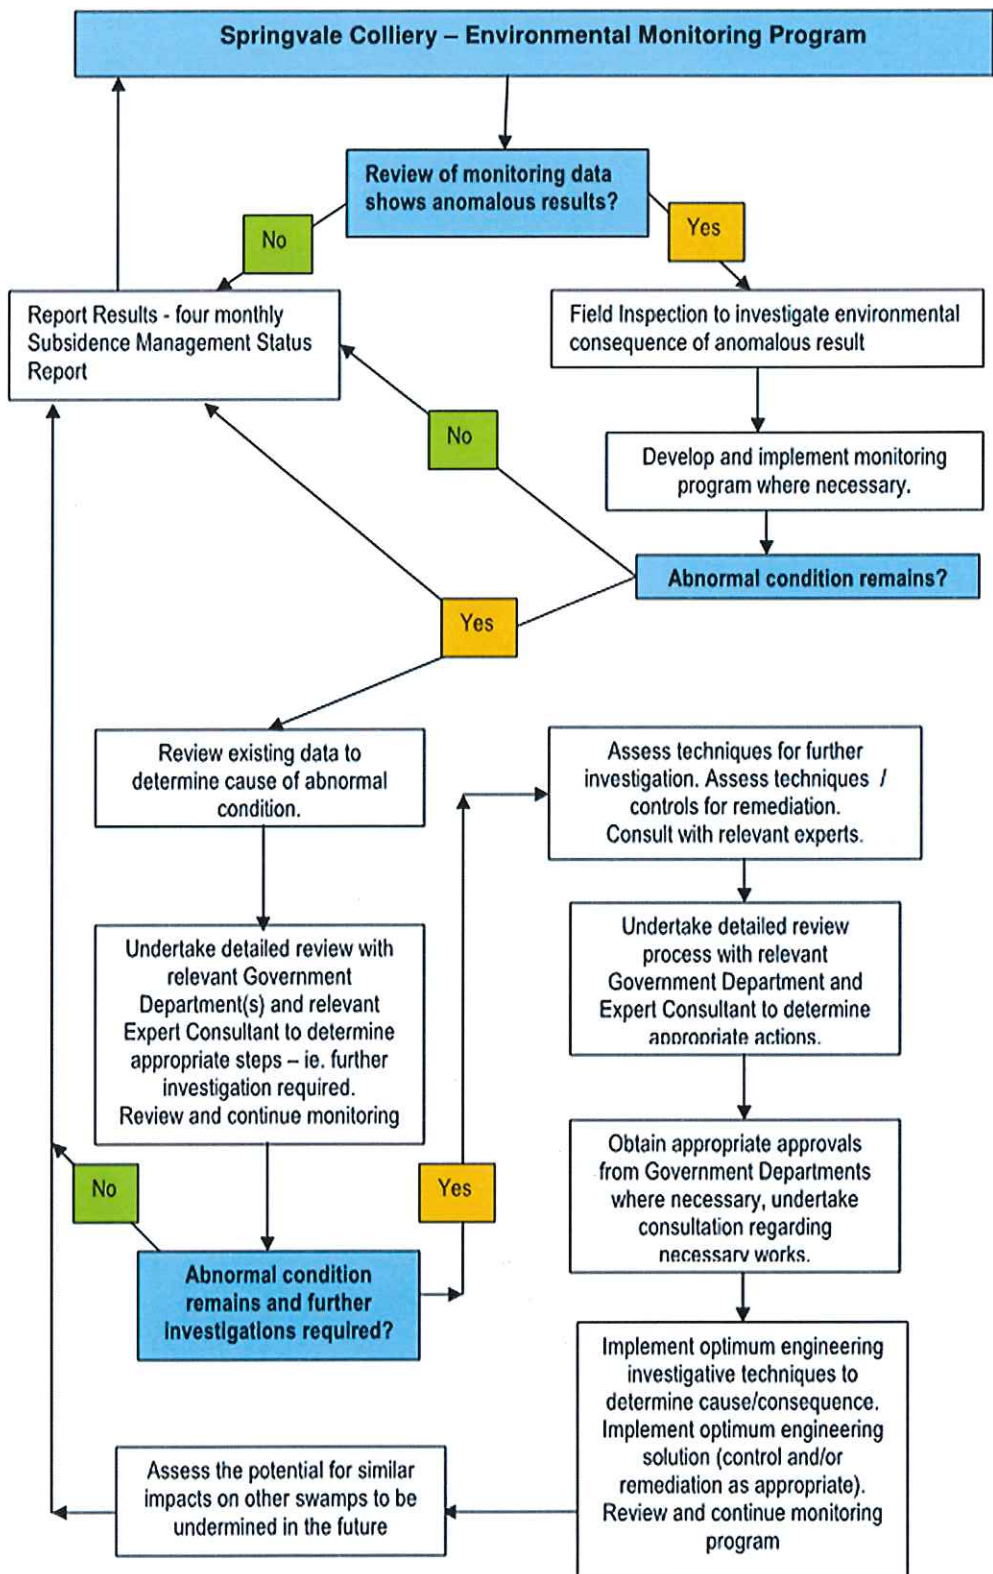 Springvale Colliery – Environmental Monitoring Program
Review of monitoring data
shows anomalous results?
No
Yes
Report Results - four monthly
Subsidence Management Status
Report
Field Inspection to investigate environmental
consequence of anomalous result
No
Develop and implement monitoring
program where necessary.
Abnormal condition remains?
Yes
Review existing data to
determine cause of abnormal
condition.
Assess techniques for further
investigation. Assess techniques /
controls for remediation.
Consult with relevant experts.
Undertake detailed review with
relevant Government
Department(s) and relevant
Expert Consultant to determine
appropriate steps – ie. further
investigation required.
Review and continue monitoring
Undertake detailed review
process with relevant
Government Department and
Expert Consultant to determine
appropriate actions.
No
Yes
Obtain appropriate approvals
from Government Departments
where necessary, undertake
consultation regarding
necessary works.
Abnormal condition
remains and further
investigations required?
Implement optimum engineering
investigative techniques to
determine cause/consequence.
Implement optimum engineering
solution (control and/or
remediation as appropriate).
Review and continue monitoring
program
Assess the potential for similar
impacts on other swamps to be
undermined in the future